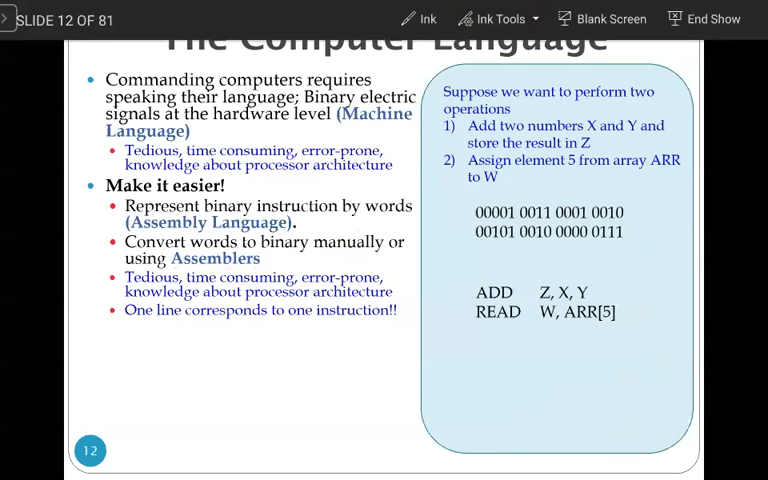 SLIDE 12 OF 81
Ink
Ink Tools
Blank Screen
End Show
The Computer Language
Commanding computers requires
speaking their language; Binary electric
signals at the hardware level (Machine
Language)
Tedious, time consuming, error-prone,
knowledge about processor architecture
Make it easier!
Represent binary instruction by words
(Assembly Language).
Convert words to binary manually or
using Assemblers
Tedious, time consuming, error-prone,
knowledge about processor architecture
One line corresponds to one instruction!!
Suppose we want to perform two
operations
1) Add two numbers X and Y and
store the result in Z
2) Assign element 5 from array ARR
to W
00001 0011 0001 0010
00101 0010 0000 0111
ADD Z, X, Y
READ W, ARR[5]
12